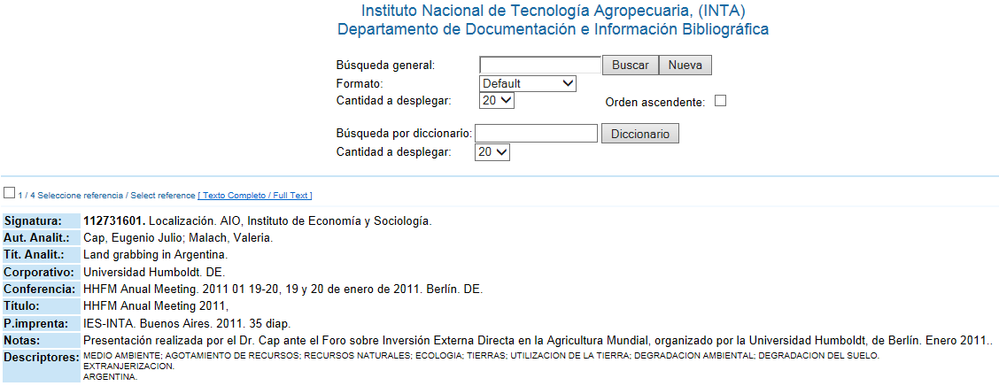 Instituto Nacional de Tecnología Agropecuaria, (INTA)
Departamento de Documentación e Información Bibliográfica
Búsqueda general: Buscar Nueva
Formato: Default
Cantidad a desplegar: 20 Orden ascendente:
Búsqueda por diccionario: Diccionario
Cantidad a desplegar: 20
1 / 4 Seleccione referencia / Select reference [ Texto Completo / Full Text ]
Signatura: 112731601. Localización. AIO, Instituto de Economía y Sociología.
Aut. Analit.: Cap, Eugenio Julio; Malach, Valeria.
Tít. Analit.: Land grabbing in Argentina.
Corporativo: Universidad Humboldt. DE.
Conferencia: HHFM Anual Meeting. 2011 01 19-20, 19 y 20 de enero de 2011. Berlín. DE.
Título: HHFM Anual Meeting 2011,
P.imprenta: IES-INTA. Buenos Aires. 2011. 35 diap.
Notas: Presentación realizada por el Dr. Cap ante el Foro sobre Inversión Externa Directa en la Agricultura Mundial, organizado por la Universidad Humboldt, de Berlín. Enero 2011..
Descriptores: MEDIO AMBIENTE; AGOTAMIENTO DE RECURSOS; RECURSOS NATURALES; ECOLOGIA; TIERRAS; UTILIZACION DE LA TIERRA; DEGRADACION AMBIENTAL; DEGRADACION DEL SUELO.
EXTRANJERIZACION.
ARGENTINA.